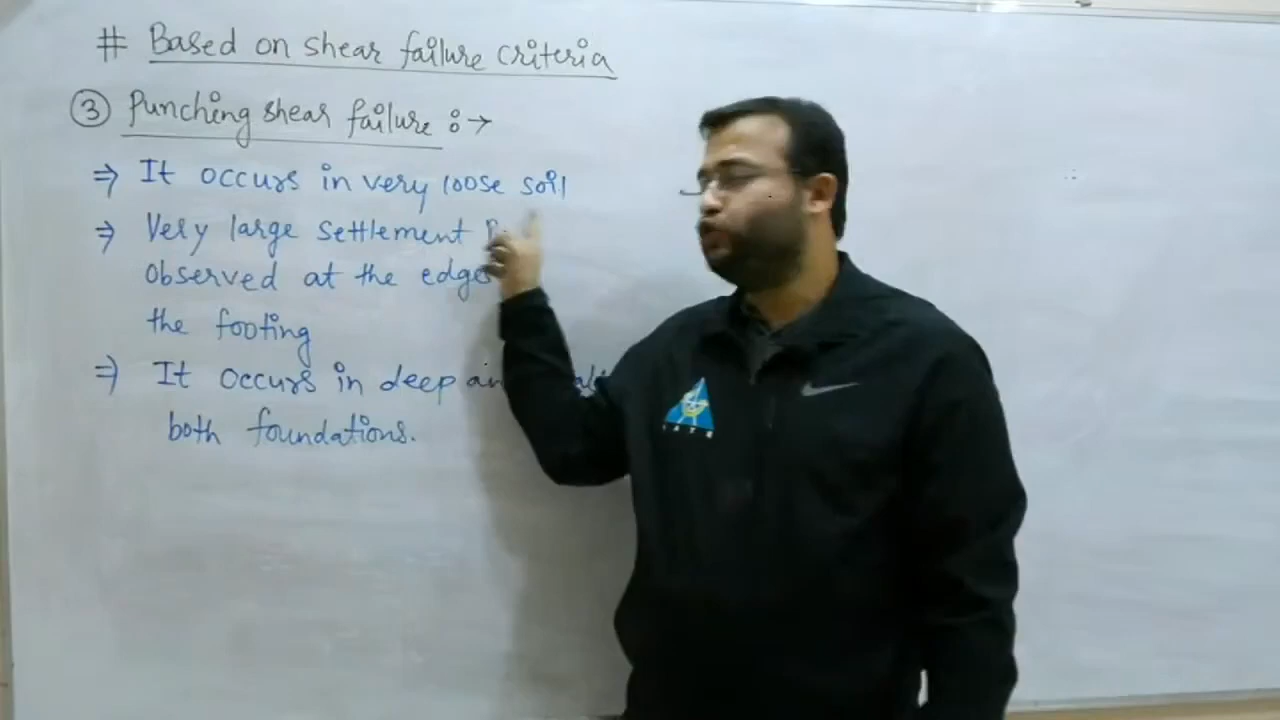 # Based on shear failure criteria
③ Punching shear failure :→
⇒ It occurs in very loose soil
⇒ Very large settlement
observed at the edge
the footing
⇒ It occurs in deep
both foundations.